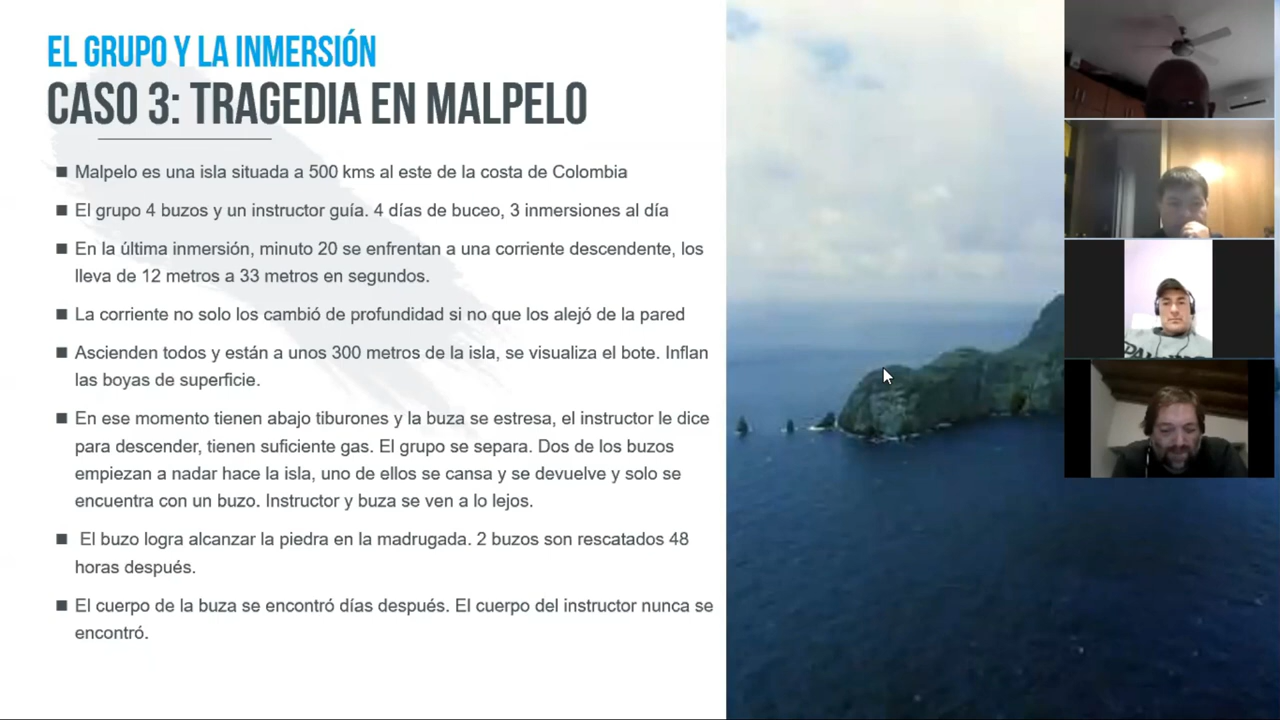 EL GRUPO Y LA INMERSIÓN
CASO 3: TRAGEDIA EN MALPELO
■ Malpelo es una isla situada a 500 kms al este de la costa de Colombia
■ El grupo 4 buzos y un instructor guía. 4 días de buceo, 3 inmersiones al día
■ En la última inmersión, minuto 20 se enfrentan a una corriente descendente, los
lleva de 12 metros a 33 metros en segundos.
■ La corriente no solo los cambió de profundidad si no que los alejó de la pared
■ Ascienden todos y están a unos 300 metros de la isla, se visualiza el bote. Inflan
las boyas de superficie.
■ En ese momento tienen abajo tiburones y la buza se estresa, el instructor le dice
para descender, tienen suficiente gas. El grupo se separa. Dos de los buzos
empiezan a nadar hace la isla, uno de ellos se cansa y se devuelve y solo se
encuentra con un buzo. Instructor y buza se ven a lo lejos.
■ El buzo logra alcanzar la piedra en la madrugada. 2 buzos son rescatados 48
horas después.
■ El cuerpo de la buza se encontró días después. El cuerpo del instructor nunca se
encontró.